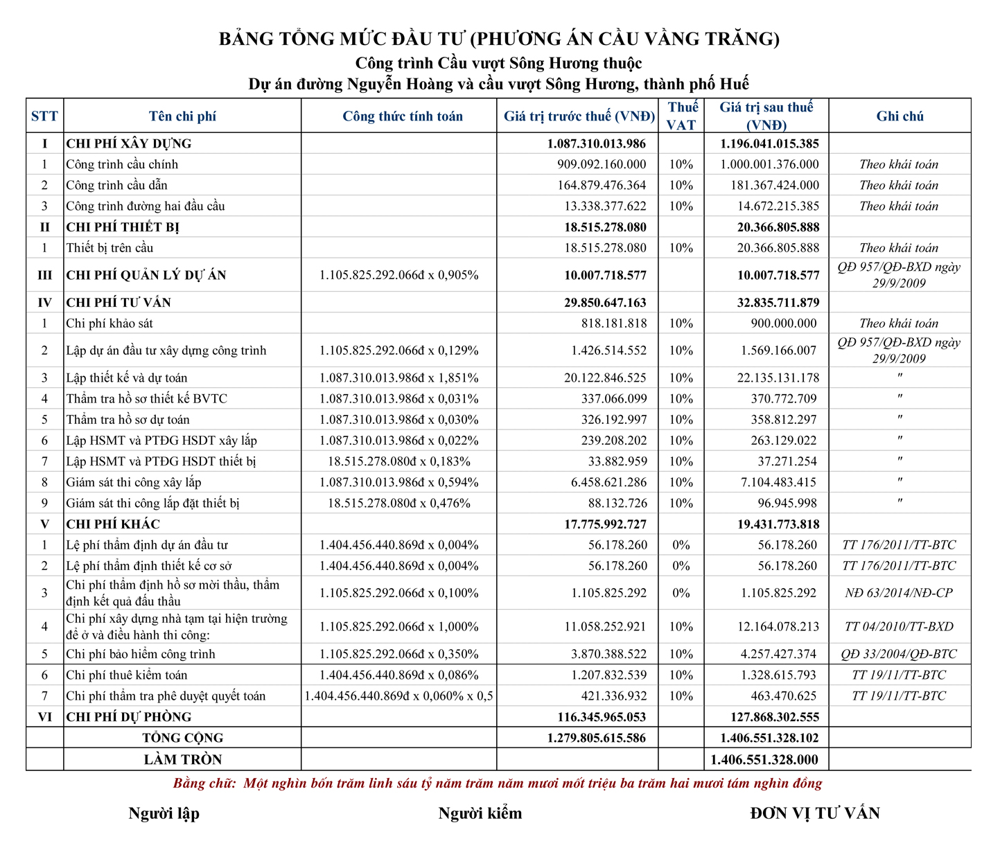 BẢNG TỔNG MỨC ĐẦU TƯ (PHƯƠNG ÁN CẦU VẦNG TRĂNG)
Công trình Cầu vượt Sông Hương thuộc
Dự án đường Nguyễn Hoàng và cầu vượt Sông Hương, thành phố Huế
STT Tên chi phí Công thức tính toán Giá trị trước thuế (VNĐ) Thuế VAT Giá trị sau thuế (VNĐ) Ghi chú
I CHI PHÍ XÂY DỰNG 1.087.310.013.986 1.196.041.015.385
1 Công trình cầu chính 909.092.160.000 10% 1.000.001.376.000 Theo khái toán
2 Công trình cầu dẫn 164.879.476.364 10% 181.367.424.000 Theo khái toán
3 Công trình đường hai đầu cầu 13.338.377.622 10% 14.672.215.385 Theo khái toán
II CHI PHÍ THIẾT BỊ 18.515.278.080 20.366.805.888
1 Thiết bị trên cầu 18.515.278.080 10% 20.366.805.888 Theo khái toán
III CHI PHÍ QUẢN LÝ DỰ ÁN 1.105.825.292.066đ x 0,905% 10.007.718.577 10.007.718.577 QĐ 957/QĐ-BXD ngày 29/9/2009
IV CHI PHÍ TƯ VẤN 29.850.647.163 32.835.711.879
1 Chi phí khảo sát 818.181.818 10% 900.000.000 Theo khái toán
2 Lập dự án đầu tư xây dựng công trình 1.105.825.292.066đ x 0,129% 1.426.514.552 10% 1.569.166.007 QĐ 957/QĐ-BXD ngày 29/9/2009
3 Lập thiết kế và dự toán 1.087.310.013.986đ x 1,851% 20.122.846.525 10% 22.135.131.178 "
4 Thẩm tra hồ sơ thiết kế BVTC 1.087.310.013.986đ x 0,031% 337.066.099 10% 370.772.709 "
5 Thẩm tra hồ sơ dự toán 1.087.310.013.986đ x 0,030% 326.192.997 10% 358.812.297 "
6 Lập HSMT và PTĐG HSDT xây lắp 1.087.310.013.986đ x 0,022% 239.208.202 10% 263.129.022 "
7 Lập HSMT và PTĐG HSDT thiết bị 18.515.278.080đ x 0,183% 33.882.959 10% 37.271.254 "
8 Giám sát thi công xây lắp 1.087.310.013.986đ x 0,594% 6.458.621.286 10% 7.104.483.415 "
9 Giám sát thi công lắp đặt thiết bị 18.515.278.080đ x 0,476% 88.132.726 10% 96.945.998 "
V CHI PHÍ KHÁC 17.775.992.727 19.431.773.818
1 Lệ phí thẩm định dự án đầu tư 1.404.456.440.869đ x 0,004% 56.178.260 0% 56.178.260 TT 176/2011/TT-BTC
2 Lệ phí thẩm định thiết kế cơ sở 1.404.456.440.869đ x 0,004% 56.178.260 0% 56.178.260 TT 176/2011/TT-BTC
3 Chi phí thẩm định hồ sơ mời thầu, thẩm định kết quả đấu thầu 1.105.825.292.066đ x 0,100% 1.105.825.292 0% 1.105.825.292 NĐ 63/2014/NĐ-CP
4 Chi phí xây dựng nhà tạm tại hiện trường để ở và điều hành thi công: 1.105.825.292.066đ x 1,000% 11.058.252.921 10% 12.164.078.213 TT 04/2010/TT-BXD
5 Chi phí bảo hiểm công trình 1.105.825.292.066đ x 0,350% 3.870.388.522 10% 4.257.427.374 QĐ 33/2004/QĐ-BTC
6 Chi phí thuê kiểm toán 1.404.456.440.869đ x 0,086% 1.207.832.539 10% 1.328.615.793 TT 19/11/TT-BTC
7 Chi phí thẩm tra phê duyệt quyết toán 1.404.456.440.869đ x 0,060% x 0,5 421.336.932 10% 463.470.625 TT 19/11/TT-BTC
VI CHI PHÍ DỰ PHÒNG 116.345.965.053 127.868.302.555
TỔNG CỘNG 1.279.805.615.586 1.406.551.328.102
LÀM TRÒN 1.406.551.328.000
Bằng chữ: Một nghìn bốn trăm linh sáu tỷ năm trăm năm mươi mốt triệu ba trăm hai mươi tám nghìn đồng
Người lập Người kiểm ĐƠN VỊ TƯ VẤN